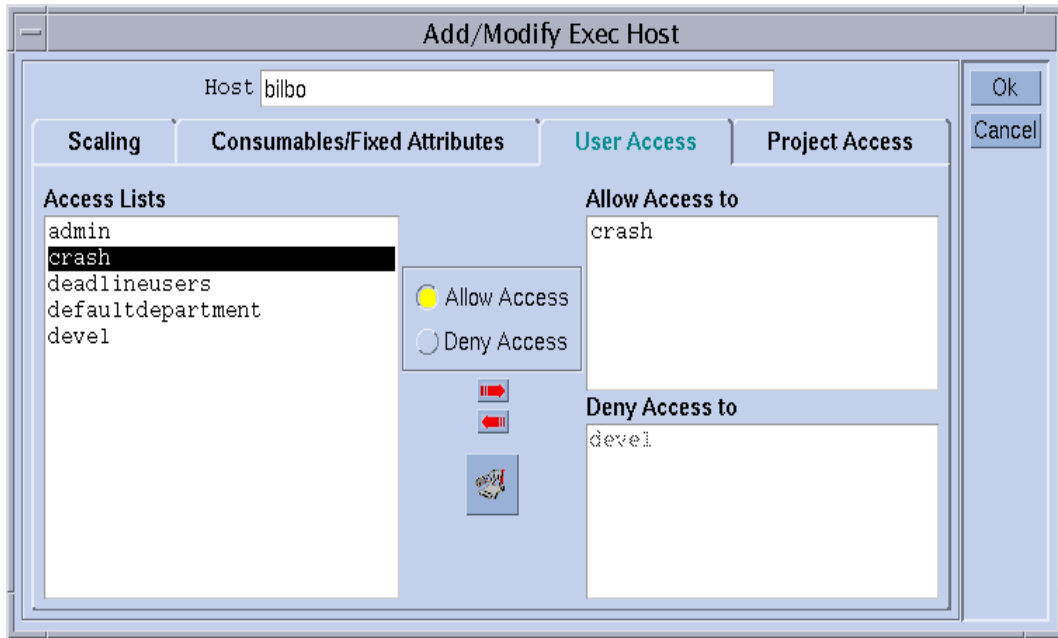 Add/Modify Exec Host
Host bilbo
Ok
Cancel
Scaling Consumables/Fixed Attributes User Access Project Access
Access Lists
admin
crash
deadlineusers
defaultdepartment
devel
Allow Access
Deny Access
Allow Access to
crash
Deny Access to
devel